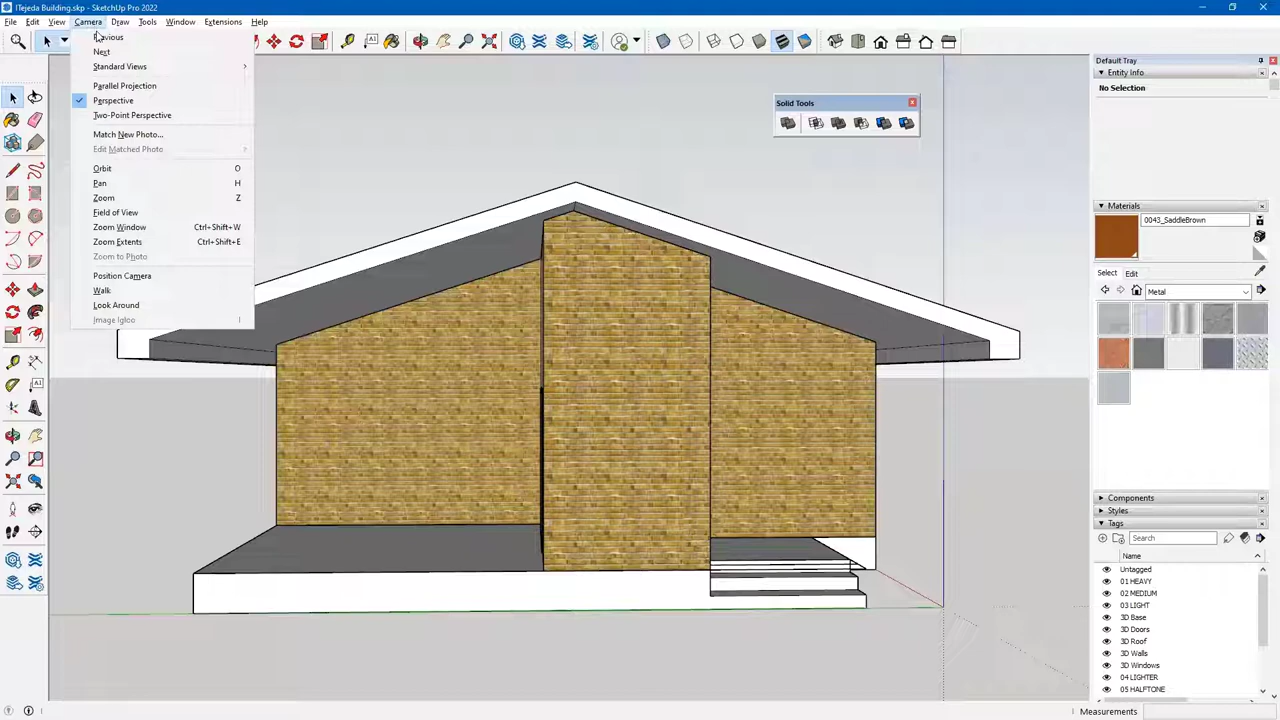 ITejeda Building.skp - SketchUp Pro 2022
File Edit View Camera Draw Tools Window Extensions Help
Previous
Next
Standard Views
Parallel Projection
Perspective
Two-Point Perspective
Match New Photo...
Edit Matched Photo
Orbit O
Pan H
Zoom Z
Field of View
Zoom Window Ctrl+Shift+W
Zoom Extents Ctrl+Shift+E
Zoom to Photo
Position Camera
Walk
Look Around
Image Igloo I
Solid Tools
Default Tray
Entity Info
No Selection
Materials
0043_SaddleBrown
Select Edit
Metal
Components
Styles
Tags
Search
Name
Untagged
01 HEAVY
02 MEDIUM
03 LIGHT
3D Base
3D Doors
3D Roof
3D Walls
3D Windows
04 LIGHTER
05 HALFTONE
Measurements